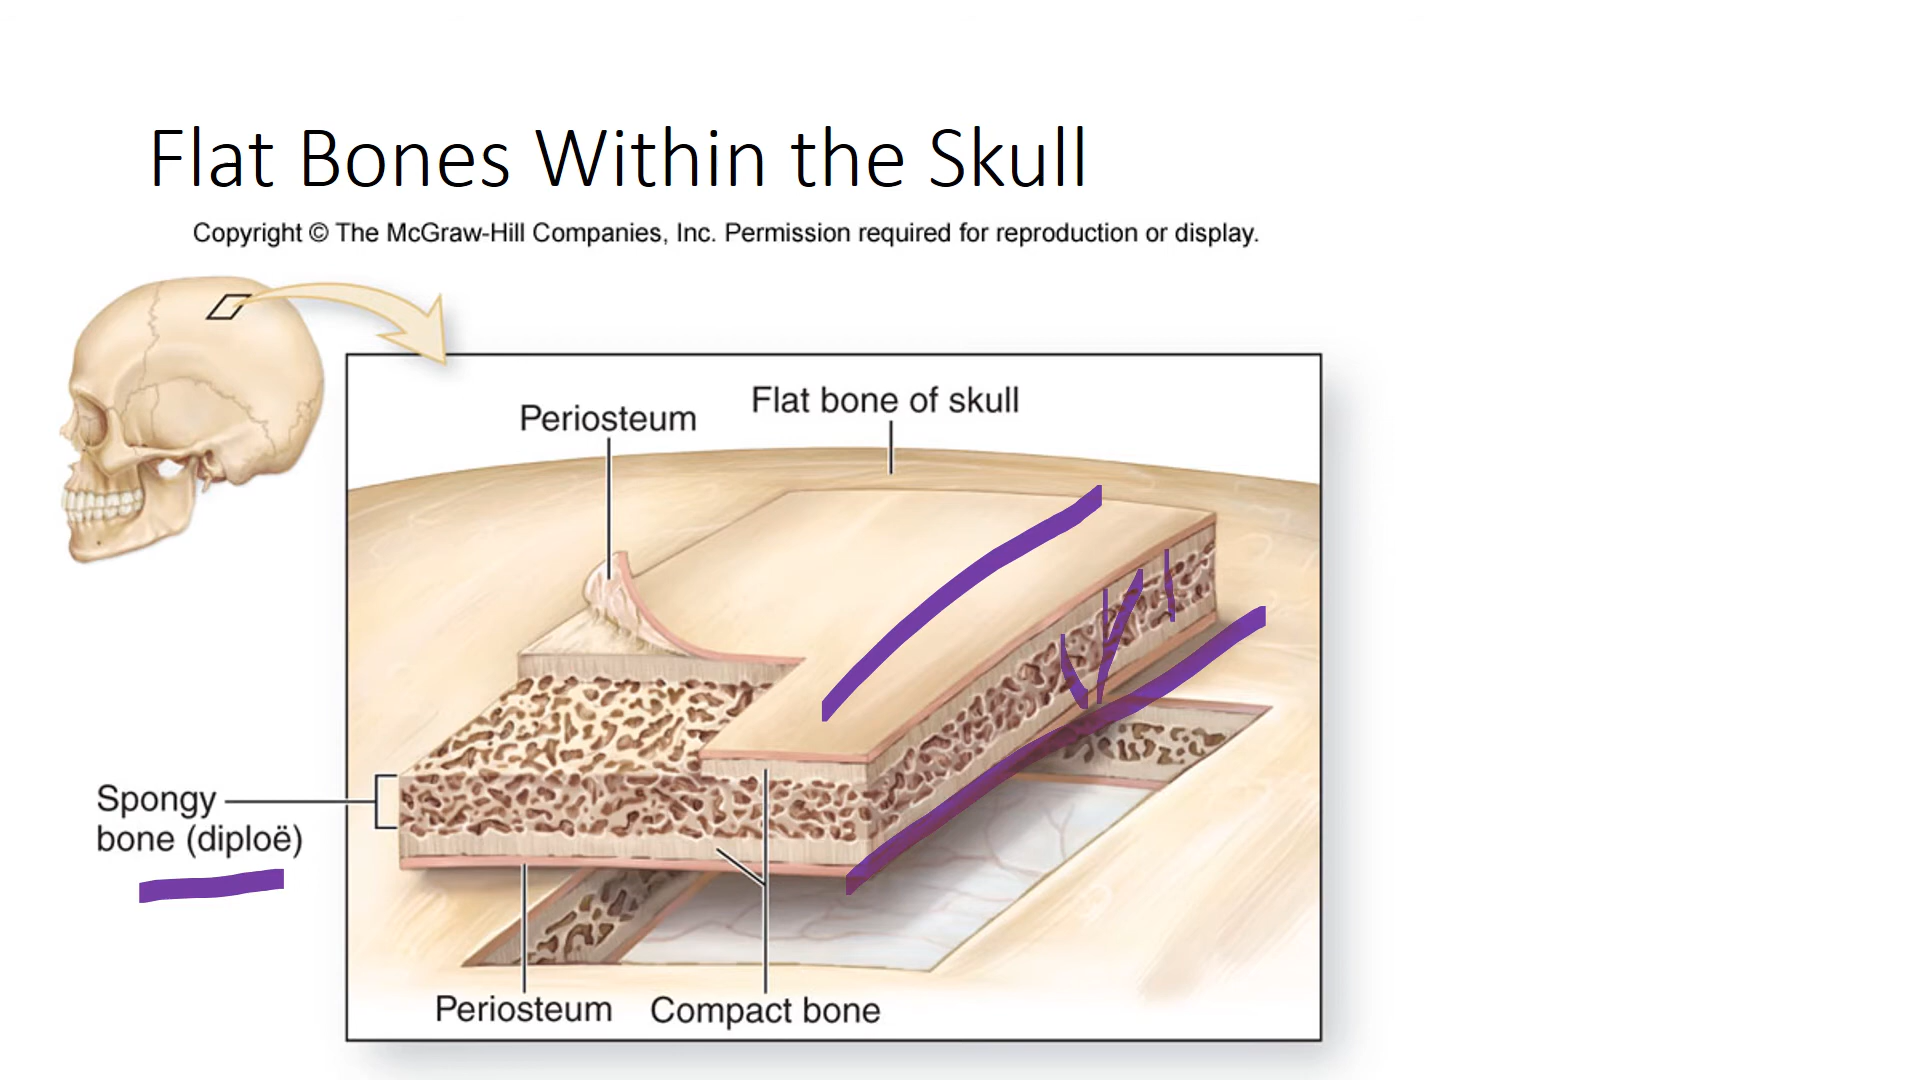 Flat Bones Within the Skull
Copyright © The McGraw-Hill Companies, Inc. Permission required for reproduction or display.
Periosteum
Flat bone of skull
Spongy
bone (diploë)
Periosteum
Compact bone